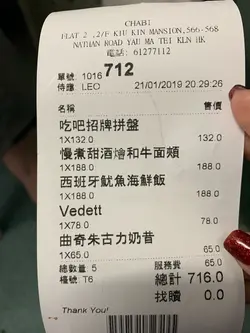 CHABI
FLAT 2 ,2/F KIU KIN MANSION,566-568
NATHAN ROAD YAU MA TEI KLN HK
電話: 61277112
單號 1016 712
侍應 LEO 21/01/2019 20:29:26
名稱 售價
吃吧招牌拼盤
1X132.0 132.0
慢煮甜酒燴和牛面頰
1X188.0 188.0
西班牙魷魚海鮮飯
1X188.0 188.0
Vedett
1X78.0 78.0
曲奇朱古力奶昔
1X65.0 65.0
總數量: 5 服務費 65.0
檯號: T6 總計 716.0
找贖 0.0
Thank You!